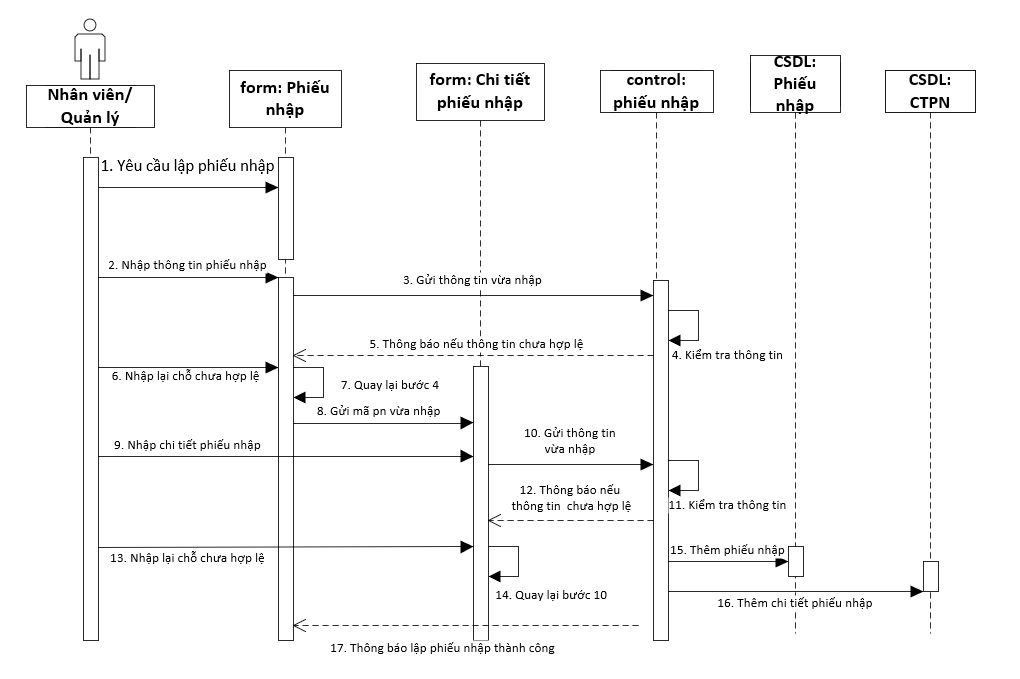 Nhân viên/
Quản lý
form: Phiếu
nhập
form: Chi tiết
phiếu nhập
control:
phiếu nhập
CSDL:
Phiếu
nhập
CSDL:
CTPN
1. Yêu cầu lập phiếu nhập
2. Nhập thông tin phiếu nhập
3. Gửi thông tin vừa nhập
4. Kiểm tra thông tin
5. Thông báo nếu thông tin chưa hợp lệ
6. Nhập lại chỗ chưa hợp lệ
7. Quay lại bước 4
8. Gửi mã pn vừa nhập
9. Nhập chi tiết phiếu nhập
10. Gửi thông tin
vừa nhập
11. Kiểm tra thông tin
12. Thông báo nếu
thông tin chưa hợp lệ
13. Nhập lại chỗ chưa hợp lệ
14. Quay lại bước 10
15. Thêm phiếu nhập
16. Thêm chi tiết phiếu nhập
17. Thông báo lập phiếu nhập thành công